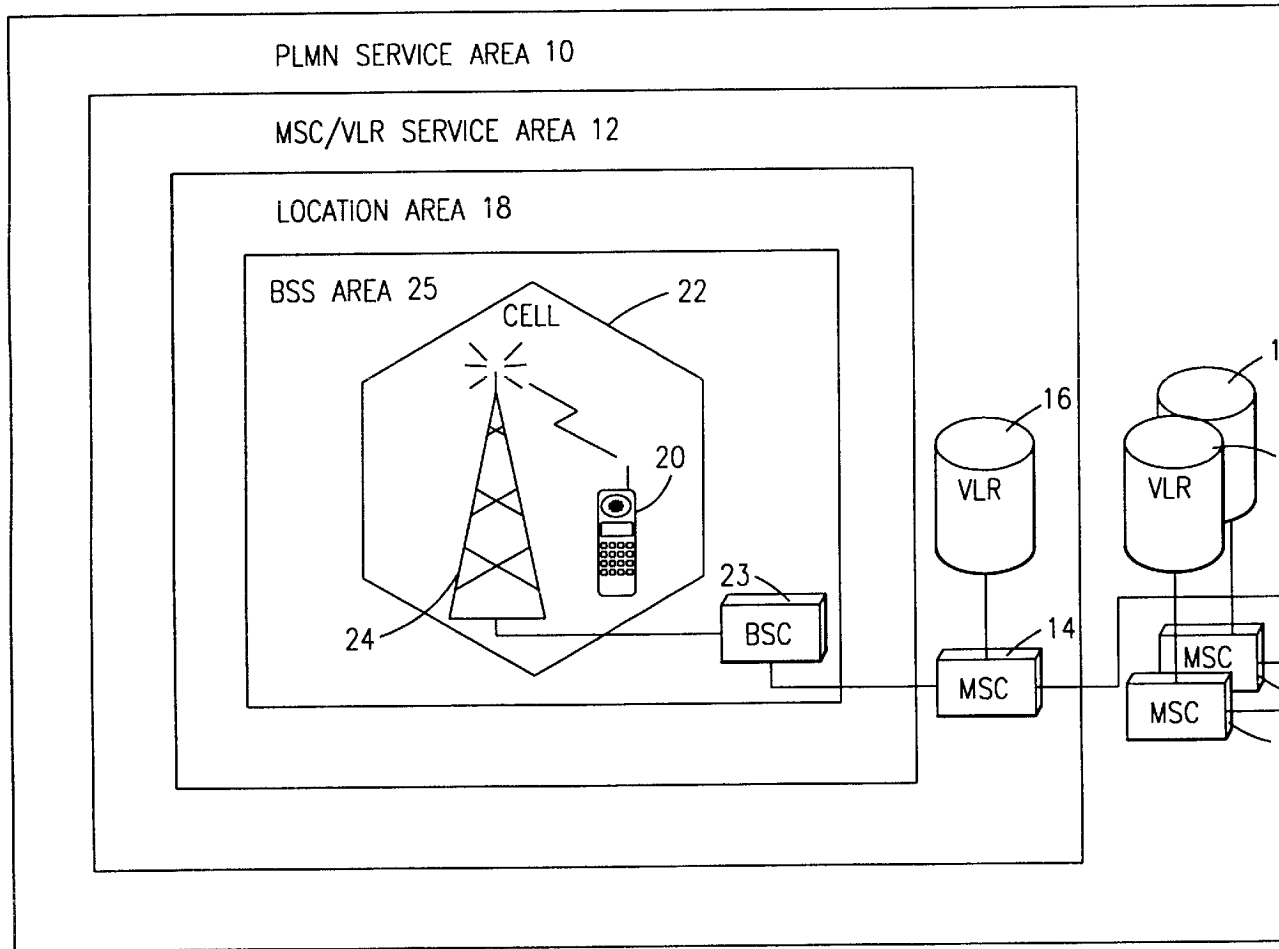 PLMN SERVICE AREA 10
MSC/VLR SERVICE AREA 12
LOCATION AREA 18
BSS AREA 25
22
CELL
16
20
VLR
VLR
23
BSC
24
14
MSC
MSC
MSC